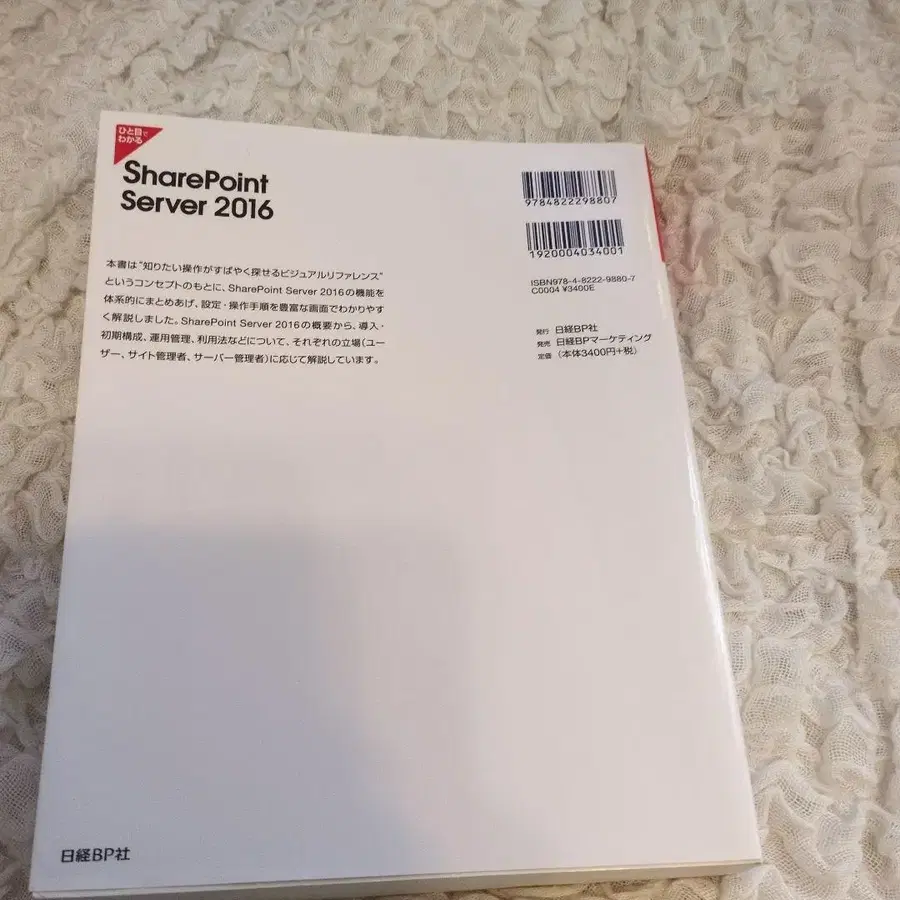 ひと目で
わかる
SharePoint
Server 2016
本書は“知りたい操作がすばやく探せるビジュアルリファレンス”
というコンセプトのもとに、SharePoint Server 2016の機能を
体系的にまとめあげ、設定・操作手順を豊富な画面でわかりやす
く解説しました。SharePoint Server 2016の概要から、導入・
初期構成、運用管理、利用法などについて、それぞれの立場（ユー
ザー、サイト管理者、サーバー管理者）に応じて解説しています。
9784822298807
1920004034001
ISBN978-4-8222-9880-7
C0004 ¥3400E
発行 日経BP社
発売 日経BPマーケティング
定価 （本体3400円+税）
日経BP社